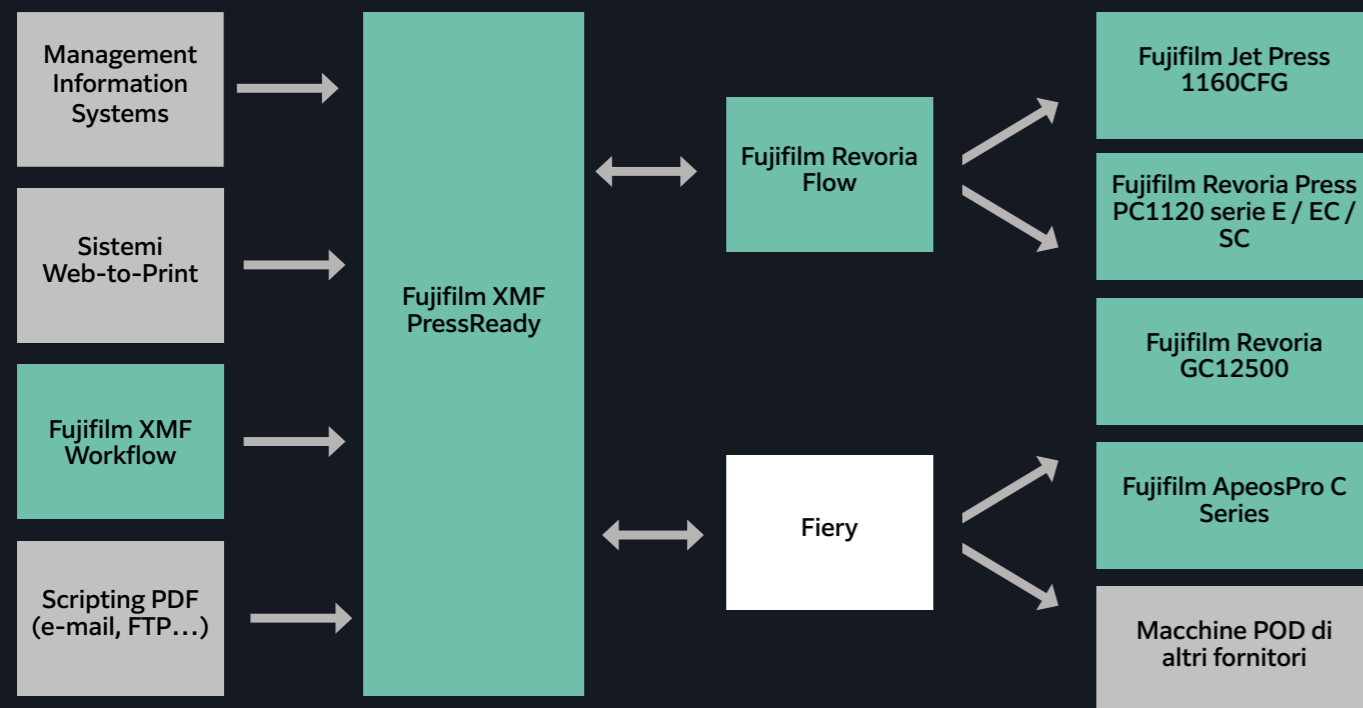 Management
Information
Systems
Sistemi
Web-to-Print
Fujifilm XMF
Workflow
Scripting PDF
(e-mail, FTP...)
Fujifilm XMF
PressReady
Fujifilm Revoria
Flow
Fiery
Fujifilm Jet Press
1160CFG
Fujifilm Revoria Press
PC1120 serie E / EC /
SC
Fujifilm Revoria
GC12500
Fujifilm ApeosPro C
Series
Macchine POD di
altri fornitori